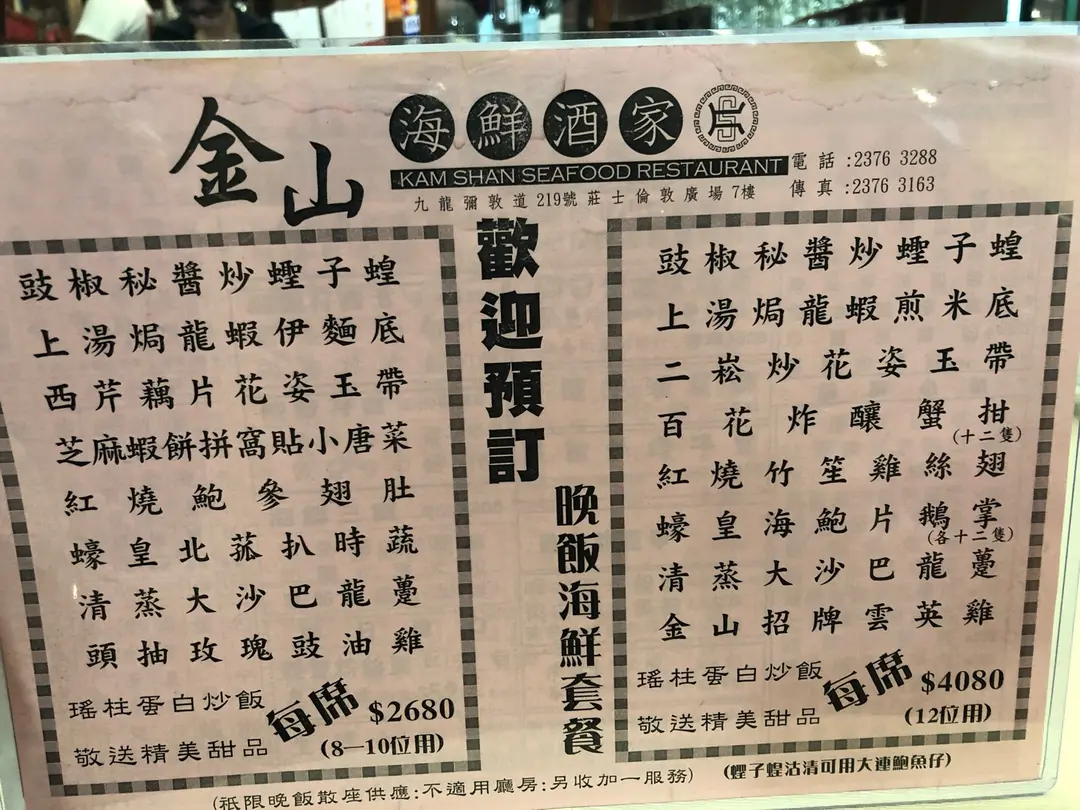 金山
海鮮酒家
KAM SHAN SEAFOOD RESTAURANT
九龍彌敦道219號莊士倫敦廣場7樓
電話:2376 3288
傳真:2376 3163
歡迎預訂
晚飯海鮮套餐
豉椒秘醬炒蟶子蝗
上湯焗龍蝦伊麵底
西芹藕片花姿玉帶
芝麻蝦餅拼窩貼小唐菜
紅燒鮑參翅肚
蠔皇北菰扒時蔬
清蒸大沙巴龍躉
頭抽玫瑰豉油雞
瑤柱蛋白炒飯
敬送精美甜品
每席 $2680
(8—10位用)
豉椒秘醬炒蟶子蝗
上湯焗龍蝦煎米底
二崧炒花姿玉帶
百花炸釀蟹拑
(十二隻)
紅燒竹笙雞絲翅
蠔皇海鮑片鵝掌
(各十二隻)
清蒸大沙巴龍躉
金山招牌雲英雞
瑤柱蛋白炒飯
敬送精美甜品
每席 $4080
(12位用)
(祇限晚飯散座供應:不適用廳房:另收加一服務)
(蟶子蝗沽清可用大連鮑魚仔)